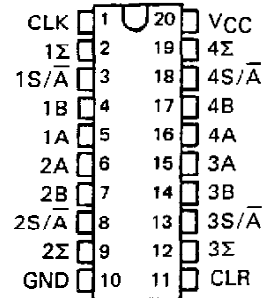 CLK 1 20 VCC
1Σ 2 19 4Σ
1S/A̅ 3 18 4S/A̅
1B 4 17 4B
1A 5 16 4A
2A 6 15 3A
2B 7 14 3B
2S/A̅ 8 13 3S/A̅
2Σ 9 12 3Σ
GND 10 11 CLR